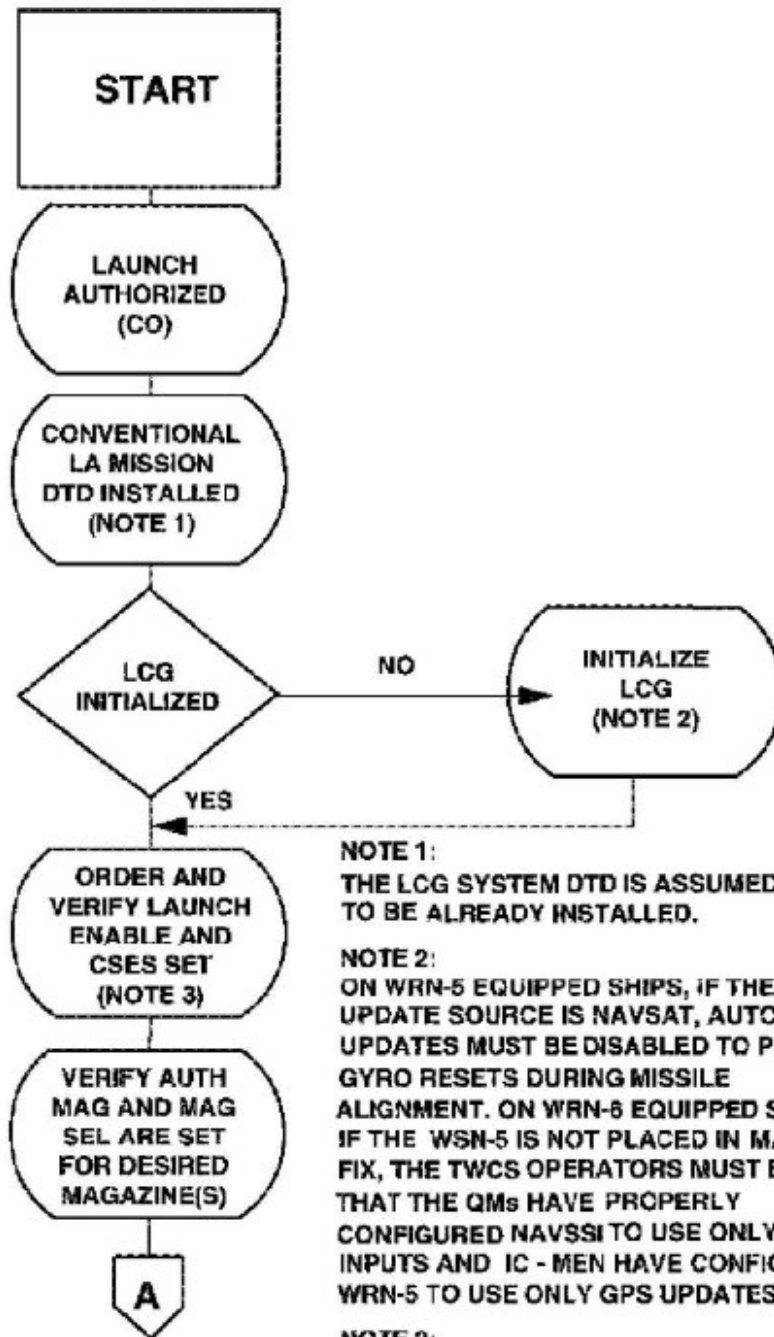 START
LAUNCH
AUTHORIZED
(CO)
CONVENTIONAL
LA MISSION
DTD INSTALLED
(NOTE 1)
LCG
INITIALIZED
NO
INITIALIZE
LCG
(NOTE 2)
YES
ORDER AND
VERIFY LAUNCH
ENABLE AND
CSES SET
(NOTE 3)
VERIFY AUTH
MAG AND MAG
SEL ARE SET
FOR DESIRED
MAGAZINE(S)
A
NOTE 1:
THE LCG SYSTEM DTD IS ASSUMED
TO BE ALREADY INSTALLED.
NOTE 2:
ON WRN-5 EQUIPPED SHIPS, IF THE
UPDATE SOURCE IS NAVSAT, AUTO
UPDATES MUST BE DISABLED TO
GYRO RESETS DURING MISSILE
ALIGNMENT. ON WRN-6 EQUIPPED
IF THE WSN-5 IS NOT PLACED IN
FIX, THE TWCS OPERATORS MUST
THAT THE QMs HAVE PROPERLY
CONFIGURED NAVSSI TO USE ONLY
INPUTS AND IC - MEN HAVE
WRN-5 TO USE ONLY GPS UPDATES